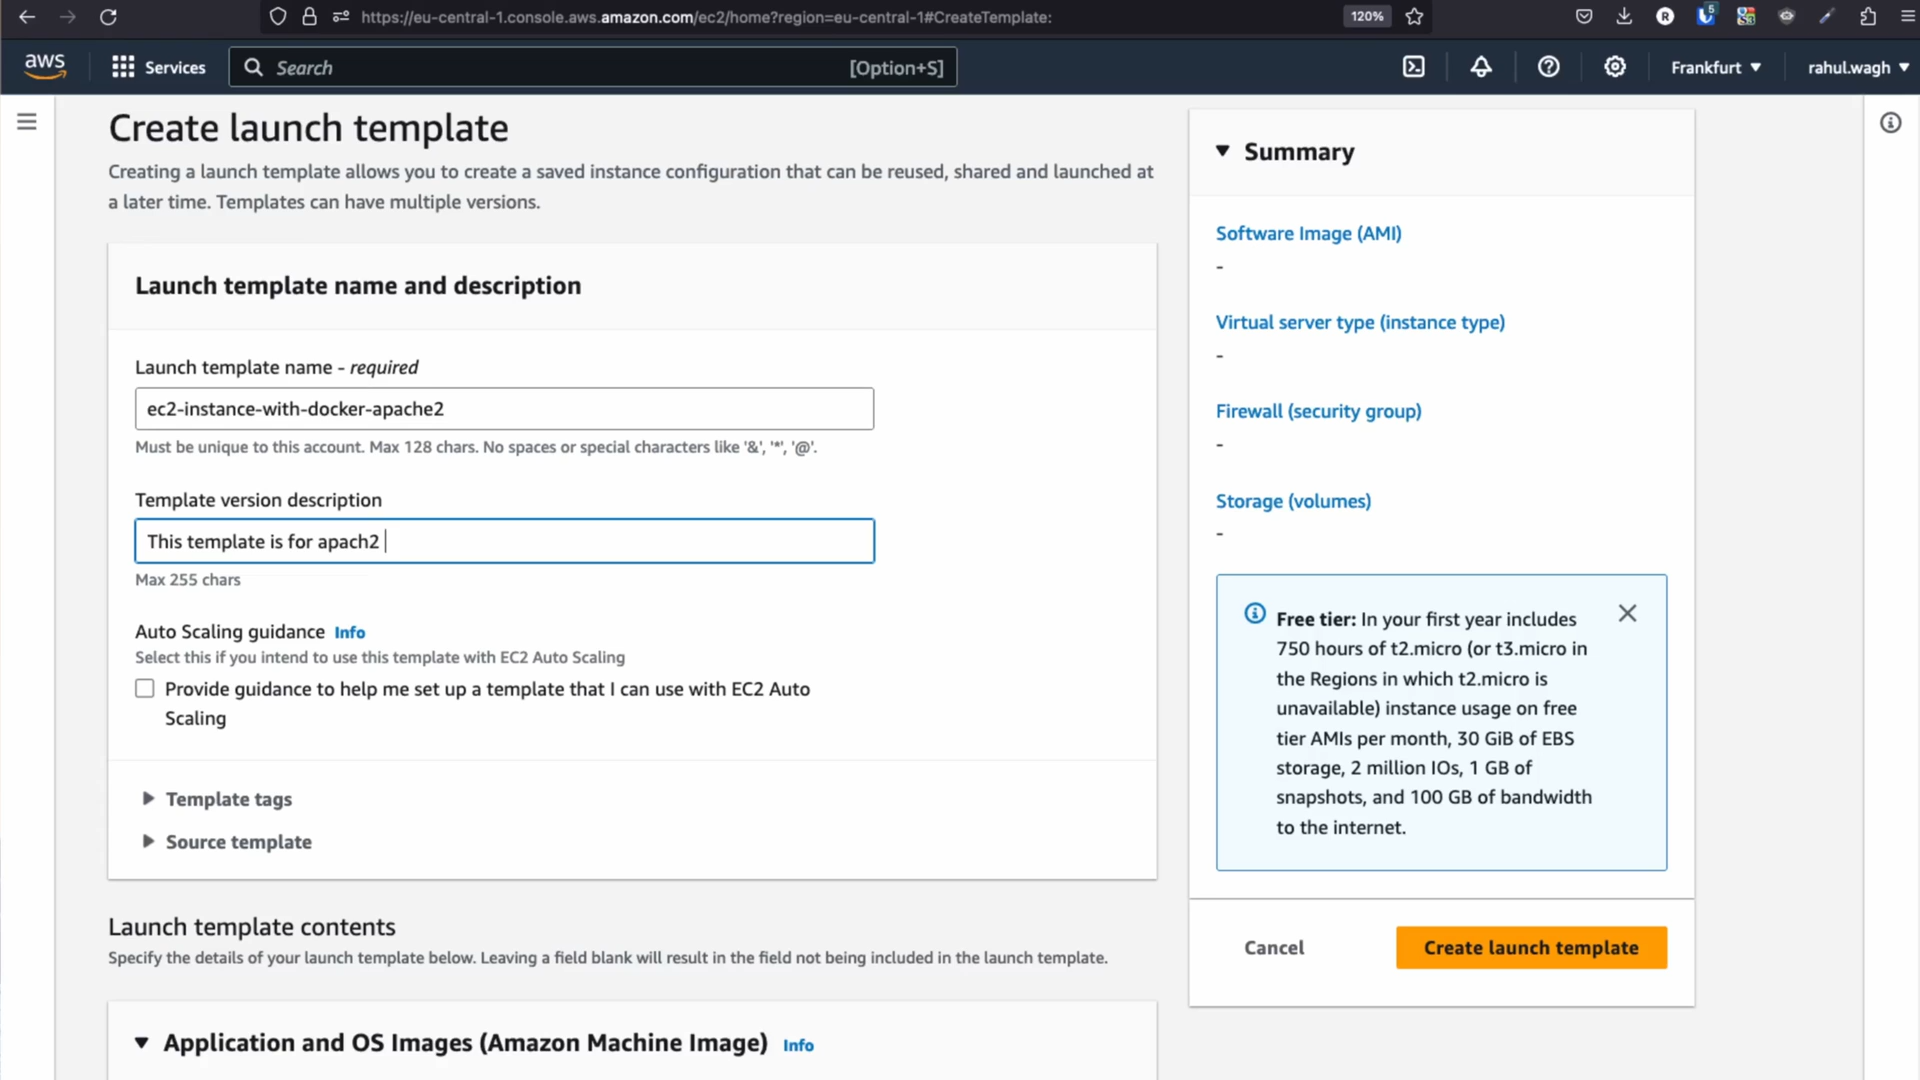 https://eu-central-1.console.aws.amazon.com/ec2/home?region=eu-central-1#CreateTemplate:
120%
R
5
aws
Services
Search
[Option+S]
Frankfurt
rahul.wagh
Create launch template
Creating a launch template allows you to create a saved instance configuration that can be reused, shared and launched at
a later time. Templates can have multiple versions.
Launch template name and description
Launch template name - required
ec2-instance-with-docker-apache2
Must be unique to this account. Max 128 chars. No spaces or special characters like '&', '*', '@'.
Template version description
This template is for apach2
Max 255 chars
Auto Scaling guidance Info
Select this if you intend to use this template with EC2 Auto Scaling
Provide guidance to help me set up a template that I can use with EC2 Auto
Scaling
Template tags
Source template
Launch template contents
Specify the details of your launch template below. Leaving a field blank will result in the field not being included in the launch template.
Application and OS Images (Amazon Machine Image) Info
Summary
Software Image (AMI)
-
Virtual server type (instance type)
-
Firewall (security group)
-
Storage (volumes)
-
Free tier: In your first year includes
750 hours of t2.micro (or t3.micro in
the Regions in which t2.micro is
unavailable) instance usage on free
tier AMIs per month, 30 GiB of EBS
storage, 2 million IOs, 1 GB of
snapshots, and 100 GB of bandwidth
to the internet.
Cancel
Create launch template